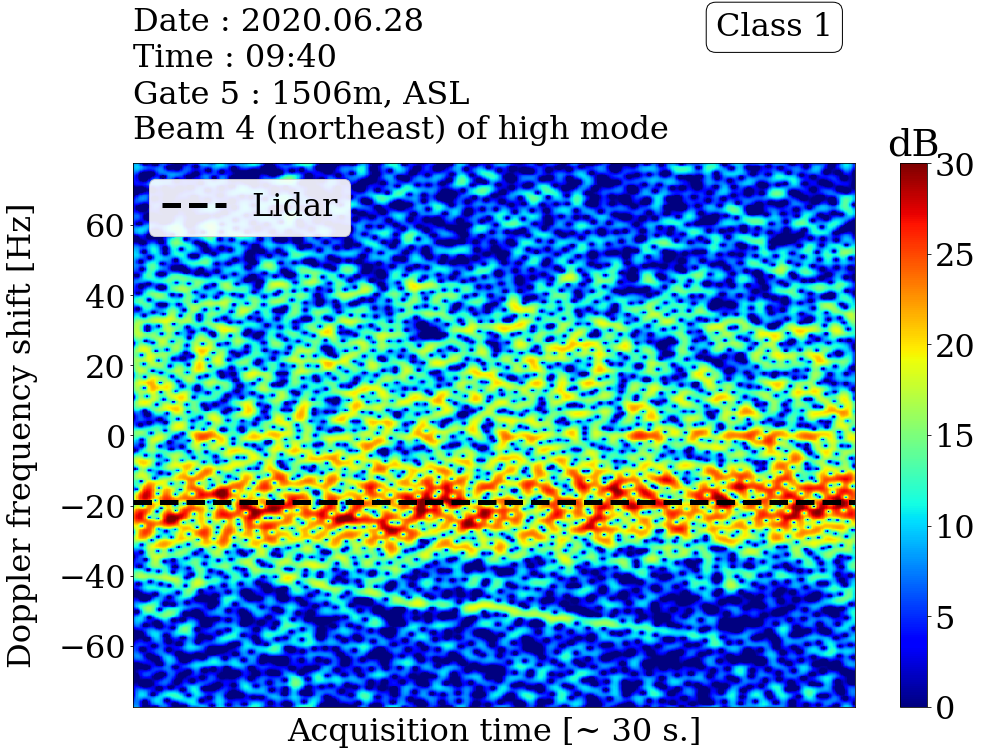 Date : 2020.06.28
Time : 09:40
Gate 5 : 1506m, ASL
Beam 4 (northeast) of high mode
Class 1
dB
Lidar
Doppler frequency shift [Hz]
60
40
20
0
−20
−40
−60
30
25
20
15
10
5
0
Acquisition time [~ 30 s.]